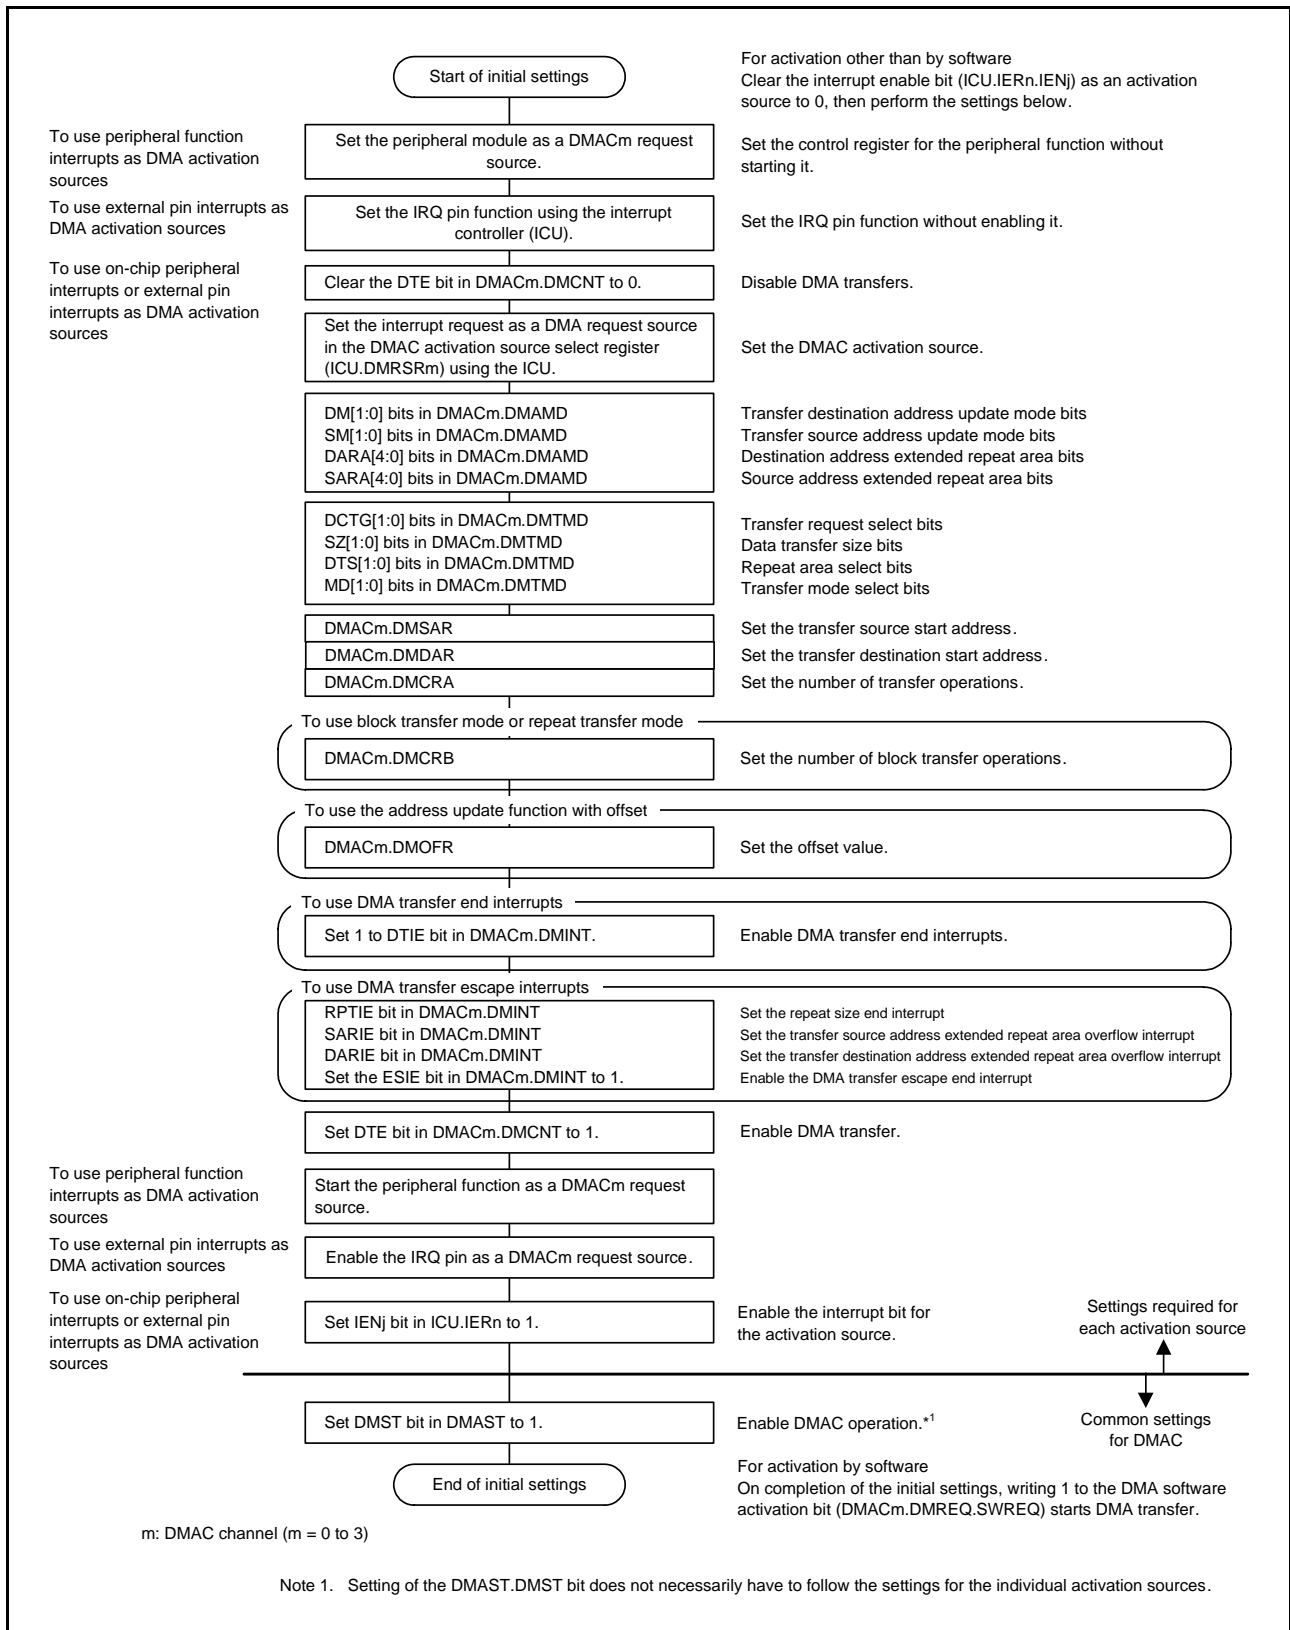 Start of initial settings
For activation other than by software
Clear the interrupt enable bit (ICU.IERn.IENj) as an activation
source to 0, then perform the settings below.
To use peripheral function
interrupts as DMA activation
sources
Set the peripheral module as a DMACm request
source.
Set the control register for the peripheral function without
starting it.
To use external pin interrupts as
DMA activation sources
Set the IRQ pin function using the interrupt
controller (ICU).
Set the IRQ pin function without enabling it.
To use on-chip peripheral
interrupts or external pin
interrupts as DMA activation
sources
Clear the DTE bit in DMACm.DMCNT to 0.
Disable DMA transfers.
Set the interrupt request as a DMA request source
in the DMAC activation source select register
(ICU.DMRSRm) using the ICU.
Set the DMAC activation source.
DM[1:0] bits in DMACm.DMAMD
SM[1:0] bits in DMACm.DMAMD
DARA[4:0] bits in DMACm.DMAMD
SARA[4:0] bits in DMACm.DMAMD
Transfer destination address update mode bits
Transfer source address update mode bits
Destination address extended repeat area bits
Source address extended repeat area bits
DCTG[1:0] bits in DMACm.DMTMD
SZ[1:0] bits in DMACm.DMTMD
DTS[1:0] bits in DMACm.DMTMD
MD[1:0] bits in DMACm.DMTMD
Transfer request select bits
Data transfer size bits
Repeat area select bits
Transfer mode select bits
DMACm.DMSAR
Set the transfer source start address.
DMACm.DMDAR
Set the transfer destination start address.
DMACm.DMCRA
Set the number of transfer operations.
To use block transfer mode or repeat transfer mode
DMACm.DMCRB
Set the number of block transfer operations.
To use the address update function with offset
DMACm.DMOFR
Set the offset value.
To use DMA transfer end interrupts
Set 1 to DTIE bit in DMACm.DMINT.
Enable DMA transfer end interrupts.
To use DMA transfer escape interrupts
RPTIE bit in DMACm.DMINT
SARIE bit in DMACm.DMINT
DARIE bit in DMACm.DMINT
Set the ESIE bit in DMACm.DMINT to 1.
Set the repeat size end interrupt
Set the transfer source address extended repeat area overflow interrupt
Set the transfer destination address extended repeat area overflow interrupt
Enable the DMA transfer escape end interrupt
Set DTE bit in DMACm.DMCNT to 1.
Enable DMA transfer.
To use peripheral function
interrupts as DMA activation
sources
Start the peripheral function as a DMACm request
source.
To use external pin interrupts as
DMA activation sources
Enable the IRQ pin as a DMACm request source.
To use on-chip peripheral
interrupts or external pin
interrupts as DMA activation
sources
Set IENj bit in ICU.IERn to 1.
Enable the interrupt bit for
the activation source.
Settings required for
each activation source
Set DMST bit in DMAST to 1.
Enable DMAC operation.*1
Common settings
for DMAC
End of initial settings
For activation by software
On completion of the initial settings, writing 1 to the DMA software
activation bit (DMACm.DMREQ.SWREQ) starts DMA transfer.
m: DMAC channel (m = 0 to 3)
Note 1. Setting of the DMAST.DMST bit does not necessarily have to follow the settings for the individual activation sources.